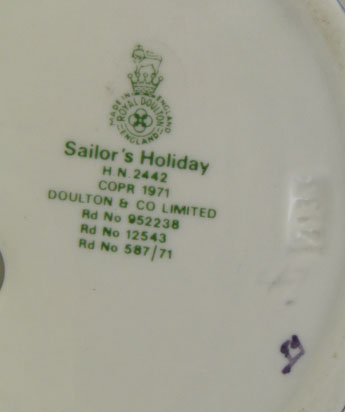 MADE IN ENGLAND
ROYAL DOULTON
ENGLAND
Sailor's Holiday
H.N. 2442
COPR 1971
DOULTON & CO LIMITED
Rd No 952238
Rd No 12543
Rd No 587/71